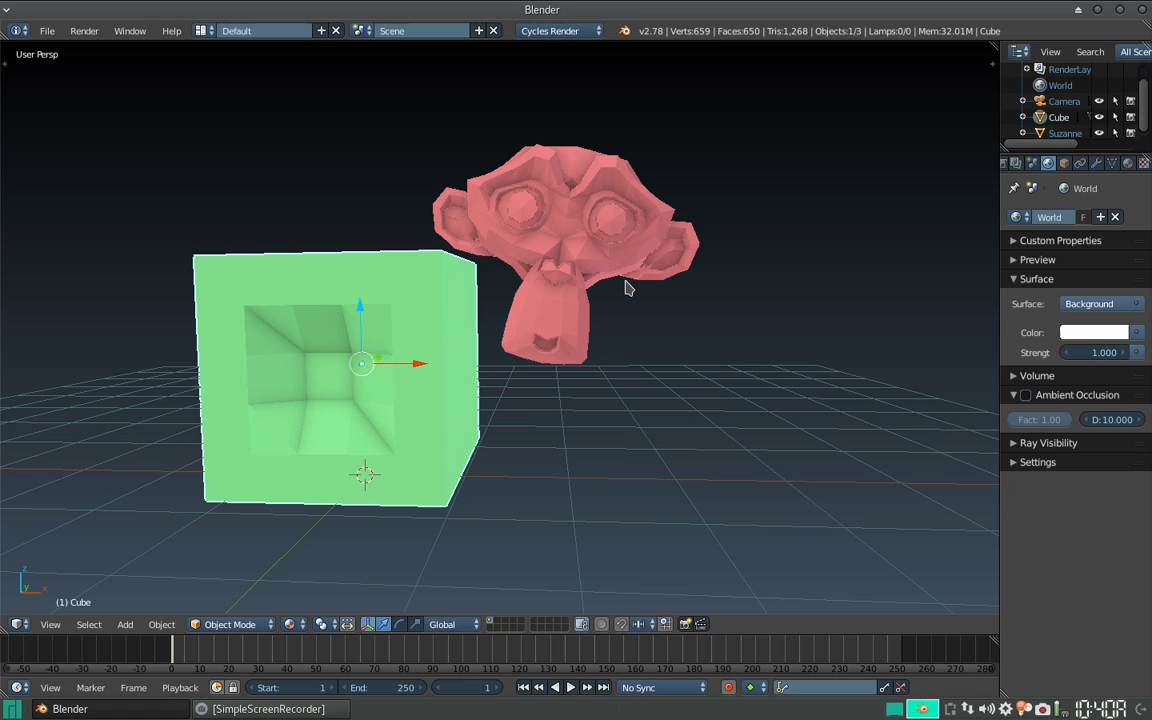 Blender
File Render Window Help Default Scene Cycles Render v2.78 | Verts:659 | Faces:650 | Tris:1,268 | Objects:1/3 | Lamps:0/0 | Mem:32.01M | Cube
User Persp
View Search All Scen
RenderLay
World
Camera
Cube
Suzanne
World
World F
Custom Properties
Preview
Surface
Surface: Background
Color:
Strengt 1.000
Volume
Ambient Occlusion
Fact: 1.00 D:10.000
Ray Visibility
Settings
z
y x
(1) Cube
View Select Add Object Object Mode Global
-50 -40 -30 -20 -10 0 10 20 30 40 50 60 70 80 90 100 110 120 130 140 150 160 170 180 190 200 210 220 230 240 250 260 270 280
View Marker Frame Playback Start: 1 End: 250 1 No Sync
Blender [SimpleScreenRecorder] 10:408